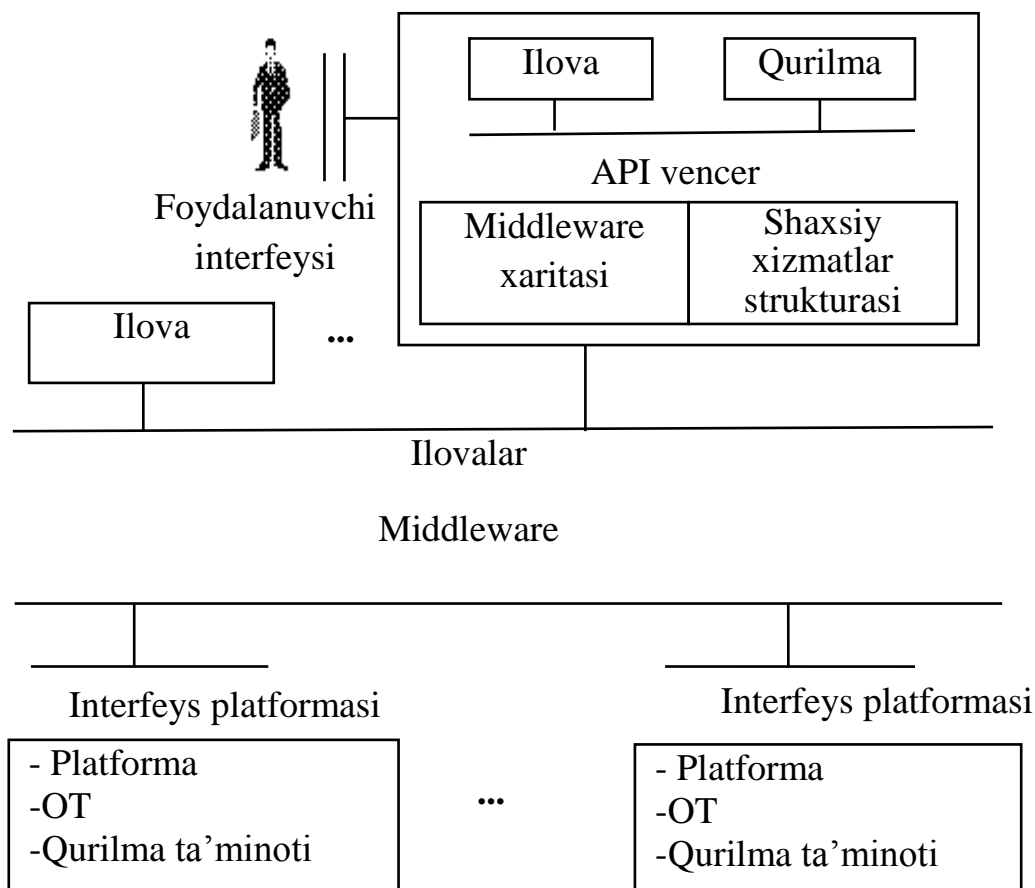 Ilova
Qurilma
API vencer
Foydalanuvchi
interfeysi
Middleware
xaritasi
Shaxsiy
xizmatlar
strukturasi
Ilova
...
Ilovalar
Middleware
Interfeys platformasi
Interfeys platformasi
- Platforma
-OT
-Qurilma ta’minoti
...
- Platforma
-OT
-Qurilma ta’minoti